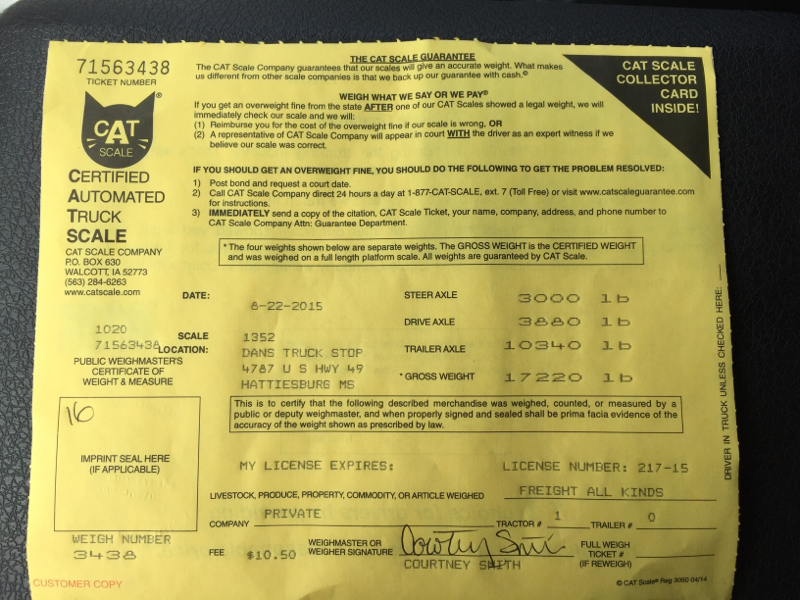 71563438
TICKET NUMBER
THE CAT SCALE GUARANTEE
The CAT Scale Company guarantees that our scales will give an accurate weight. What makes
us different from other scale companies is that we back up our guarantee with cash.©
CAT SCALE
COLLECTOR
CARD
INSIDE!
WEIGH WHAT WE SAY OR WE PAY®
If you get an overweight fine from the state AFTER one of our CAT Scales showed a legal weight, we will
immediately check our scale and we will:
(1) Reimburse you for the cost of the overweight fine if our scale is wrong, OR
(2) A representative of CAT Scale Company will appear in court WITH the driver as an expert witness if we
believe our scale was correct.
CAT
SCALE
®
CERTIFIED
AUTOMATED
TRUCK
SCALE
CAT SCALE COMPANY
P.O. BOX 630
WALCOTT, IA 52773
(563) 284-6263
www.catscale.com
IF YOU SHOULD GET AN OVERWEIGHT FINE, YOU SHOULD DO THE FOLLOWING TO GET THE PROBLEM RESOLVED:
1) Post bond and request a court date.
2) Call CAT Scale Company direct 24 hours a day at 1-877-CAT-SCALE, ext. 7 (Toll Free) or visit www.catscaleguarantee.com
for instructions.
3) IMMEDIATELY send a copy of the citation, CAT Scale Ticket, your name, company, address, and phone number to
CAT Scale Company Attn: Guarantee Department.
* The four weights shown below are separate weights. The GROSS WEIGHT is the CERTIFIED WEIGHT
and was weighed on a full length platform scale. All weights are guaranteed by CAT Scale.
DATE: 8-22-2015
STEER AXLE 3000 lb
DRIVE AXLE 3880 lb
TRAILER AXLE 10340 lb
* GROSS WEIGHT 17220 lb
1020
71563438
PUBLIC WEIGHMASTER'S
CERTIFICATE OF
WEIGHT & MEASURE
SCALE 1352
LOCATION: DANS TRUCK STOP
4787 U S HWY 49
HATTIESBURG MS
This is to certify that the following described merchandise was weighed, counted, or measured by a
public or deputy weighmaster, and when properly signed and sealed shall be prima facia evidence of the
accuracy of the weight shown as prescribed by law.
16
IMPRINT SEAL HERE
(IF APPLICABLE)
MY LICENSE EXPIRES: LICENSE NUMBER: 217-15
LIVESTOCK, PRODUCE, PROPERTY, COMMODITY, OR ARTICLE WEIGHED FREIGHT ALL KINDS
COMPANY PRIVATE TRACTOR # 1 TRAILER # 0
WEIGH NUMBER
3438
FEE $10.50
WEIGHMASTER OR
WEIGHER SIGNATURE Courtney Smith
COURTNEY SMITH
FULL WEIGH
TICKET #
(IF REWEIGH)
CUSTOMER COPY
© CAT Scale® Reg 3050 04/14
DRIVER IN TRUCK UNLESS CHECKED HERE: